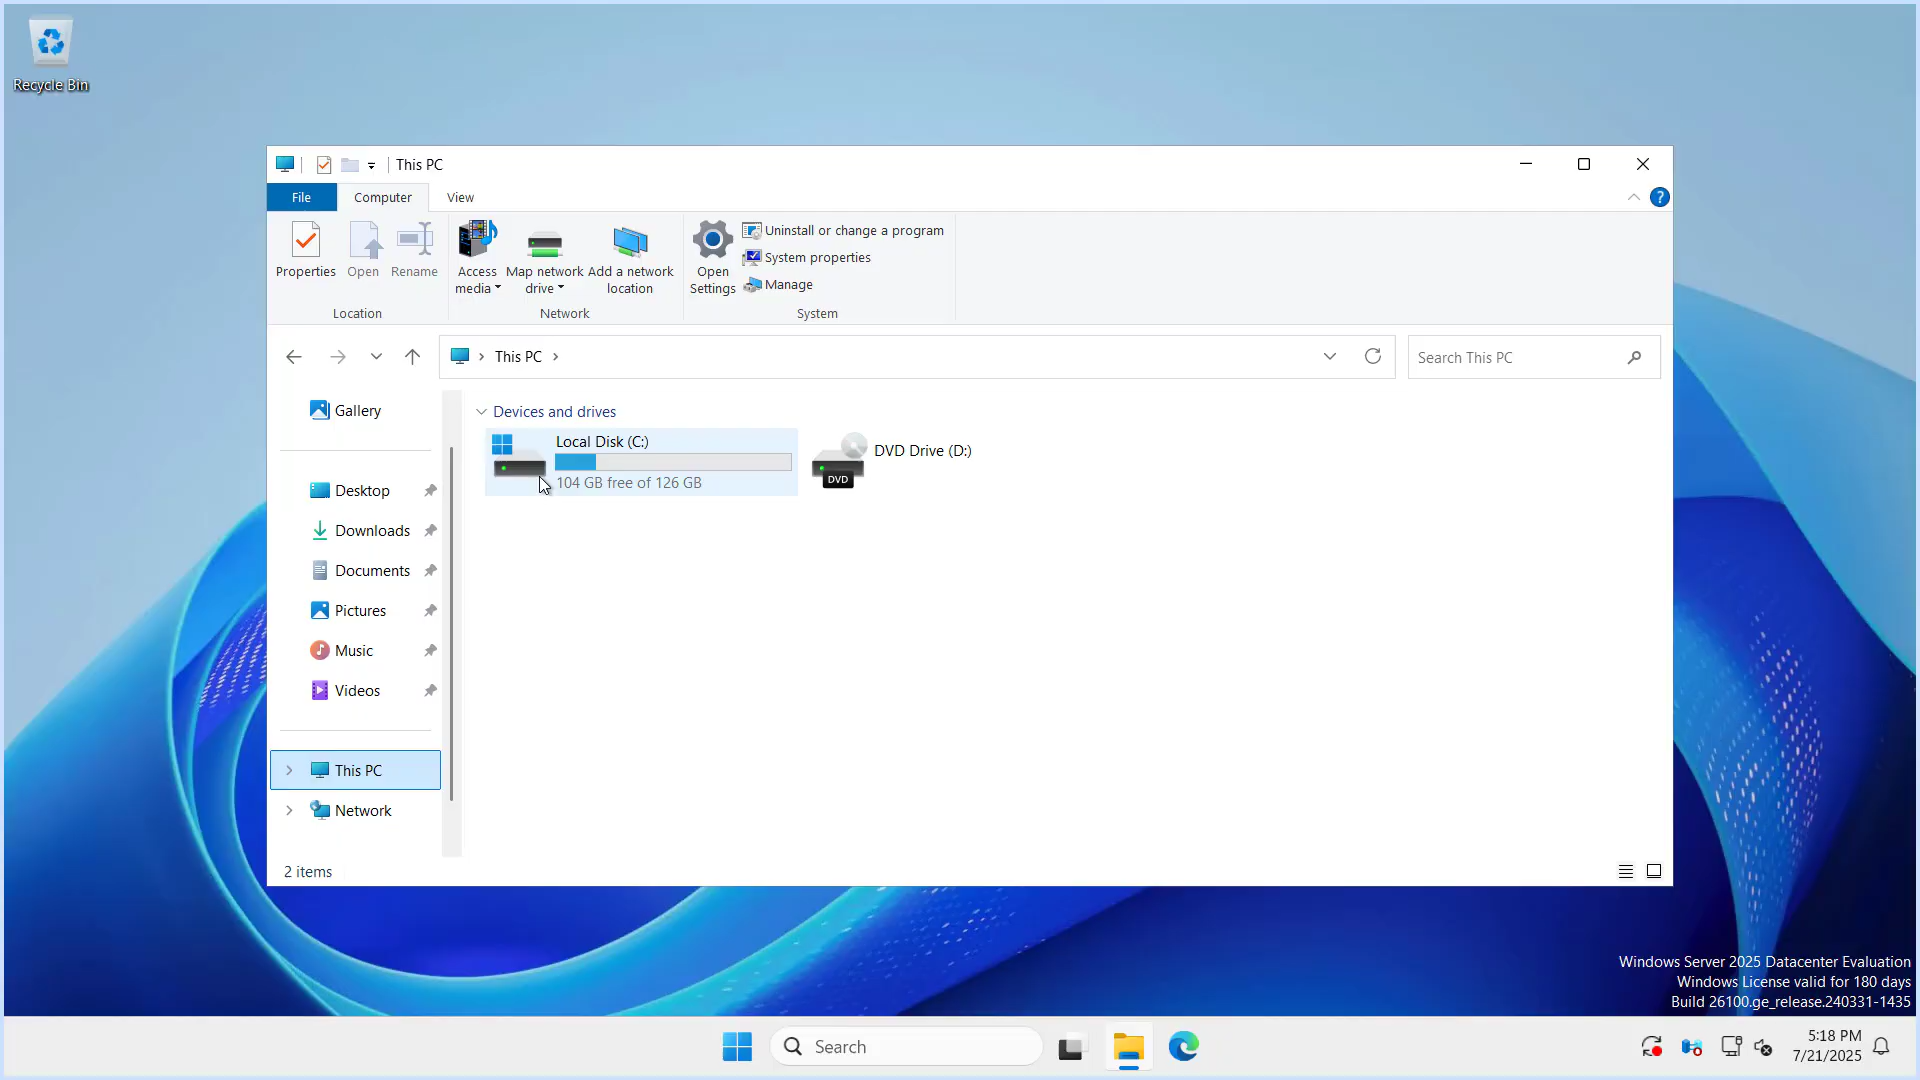 Recycle Bin
This PC
File
Computer
View
Properties
Open
Rename
Location
Access
media
Map network
drive
Add a network
location
Network
Open
Settings
Uninstall or change a program
System properties
Manage
System
This PC
Search This PC
Gallery
Desktop
Downloads
Documents
Pictures
Music
Videos
This PC
Network
Devices and drives
Local Disk (C:)
104 GB free of 126 GB
DVD
DVD Drive (D:)
2 items
Windows Server 2025 Datacenter Evaluation
Windows License valid for 180 days
Build 26100.ge_release.240331-1435
Search
5:18 PM
7/21/2025